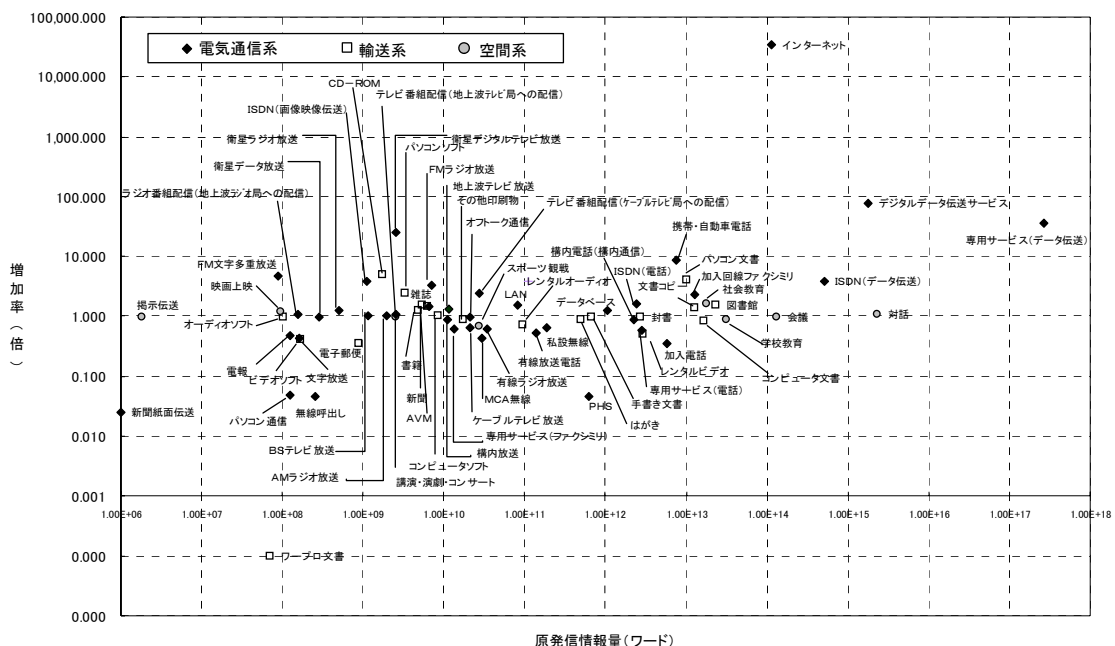 100,000.000
10,000.000
1,000.000
100.000
10.000
1.000
0.100
0.010
0.001
0.000
0.000
増加率(倍)
◆電気通信系 □輸送系 ●空間系
インターネット
CD-ROM
テレビ番組配信(地上波テレビ局への配信)
ISDN(画像映像伝送)
衛星ラジオ放送
衛星デジタルテレビ放送
パソコンソフト
衛星データ放送
FMラジオ放送
地上波テレビ放送
ラジオ番組配信(地上波ラジオ局への配信)
その他印刷物
テレビ番組配信(ケーブルテレビ局への配信)
デジタルデータ伝送サービス
オフトーク通信
携帯・自動車電話
専用サービス(データ伝送)
構内電話(構内通信)
パソコン文書
FM文字多重放送
スポーツ観戦
ISDN(電話)
加入回線ファクシミリ
映画上映
レンタルオーディオ
文書コピー
社会教育
ISDN(データ伝送)
雑誌
LAN
データベース
図書館
掲示伝送
封書
会議
対話
オーディオソフト
私設無線
学校教育
電子郵便
有線放送電話
加入電話
電報
ビデオソフト
文字放送
書籍
レンタルビデオ
コンピュータ文書
新聞
有線ラジオ放送
専用サービス(電話)
パソコン通信
無線呼出し
AVM
MCA無線
PHS
手書き文書
新聞紙面伝送
ケーブルテレビ放送
はがき
専用サービス(ファクシミリ)
BSテレビ放送
構内放送
コンピュータソフト
AMラジオ放送
講演・演劇・コンサート
1.00E+06 1.00E+07 1.00E+08 1.00E+09 1.00E+10 1.00E+11 1.00E+12 1.00E+13 1.00E+14 1.00E+15 1.00E+16 1.00E+17 1.00E+18
ワープロ文書
原発信情報量(ワード)